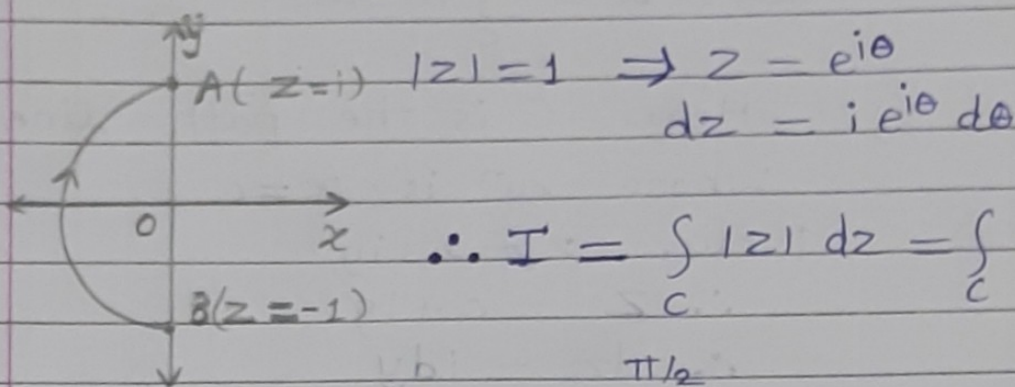 y
A(z=i) |z|=1 ⇒ z = e^{iθ}
dz = i e^{iθ} dθ
O
x
∴ I = ∫_C |z| dz = ∫_C
B(z=-1)
π/2